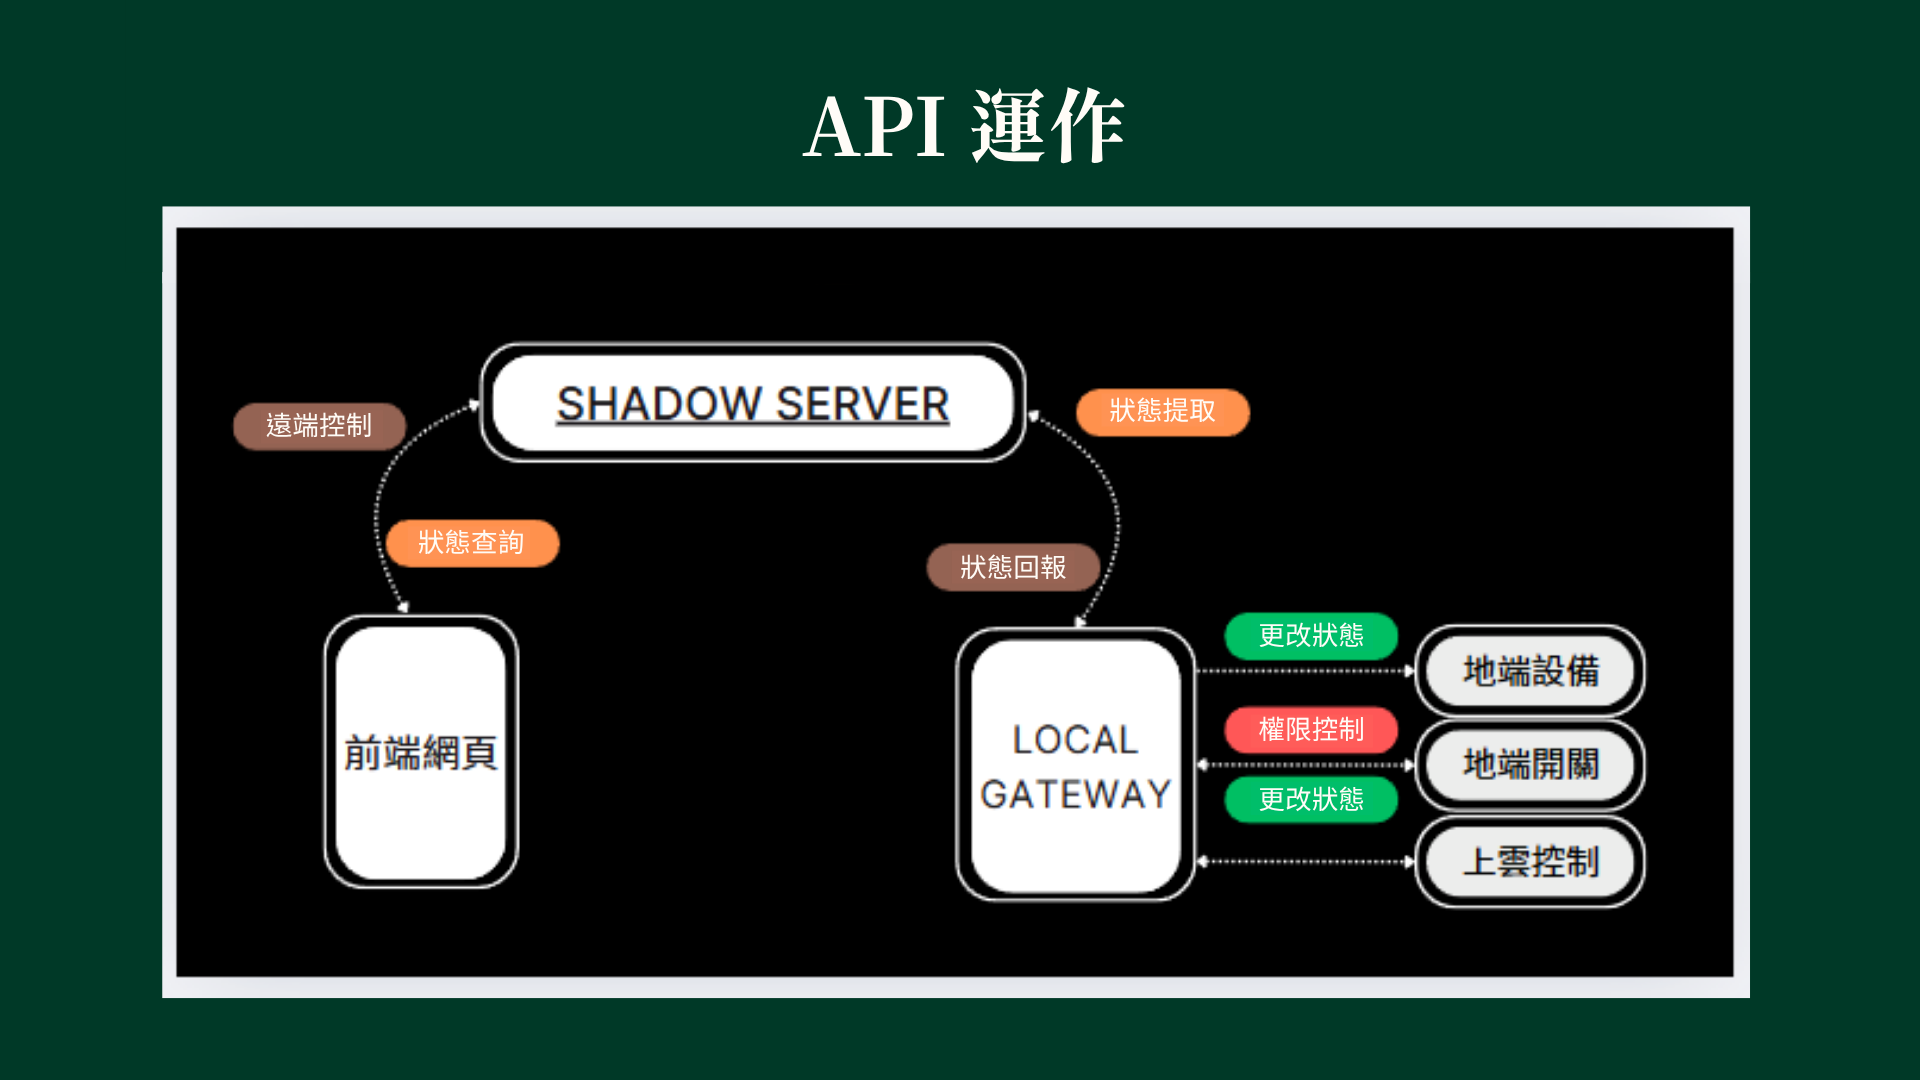 API 運作
SHADOW SERVER
遠端控制
狀態提取
狀態查詢
狀態回報
前端網頁
LOCAL
GATEWAY
更改狀態
地端設備
權限控制
地端開關
更改狀態
上雲控制